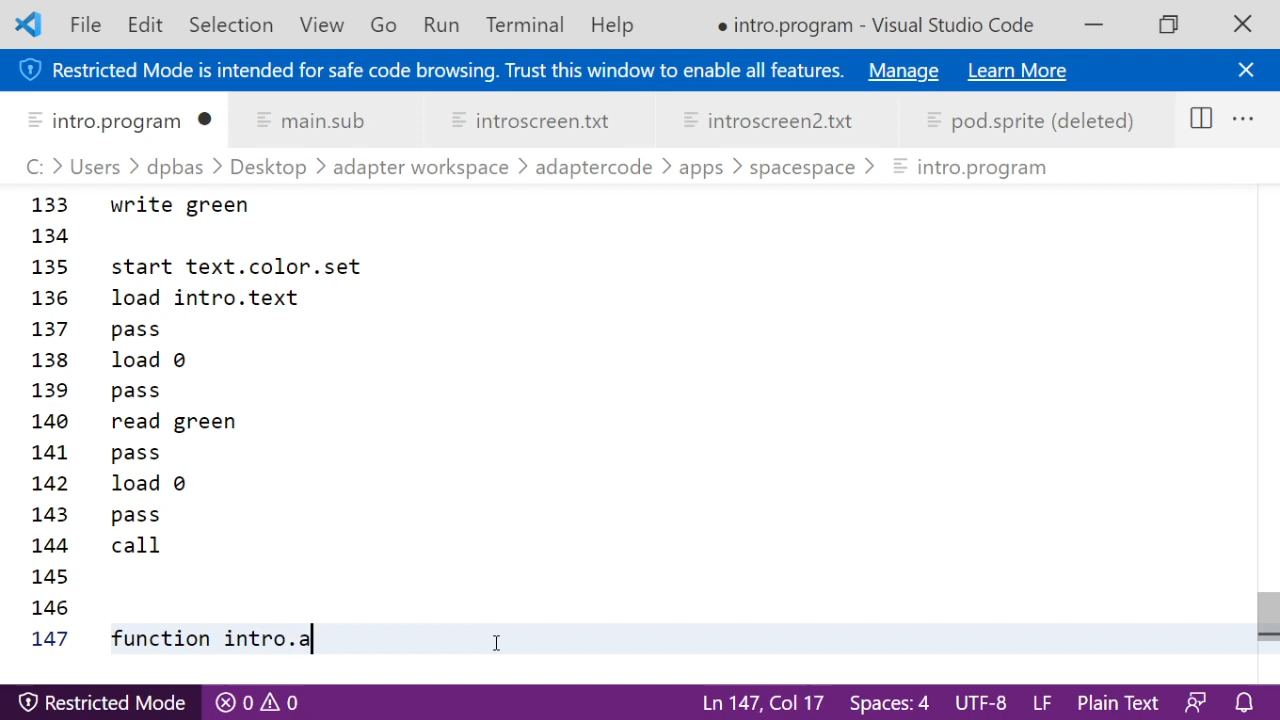 File Edit Selection View Go Run Terminal Help ● intro.program - Visual Studio Code
Restricted Mode is intended for safe code browsing. Trust this window to enable all features. Manage Learn More
intro.program main.sub introscreen.txt introscreen2.txt pod.sprite (deleted)
C: > Users > dpbas > Desktop > adapter workspace > adaptercode > apps > spacespace > intro.program
133 write green
134
135 start text.color.set
136 load intro.text
137 pass
138 load 0
139 pass
140 read green
141 pass
142 load 0
143 pass
144 call
145
146
147 function intro.a
Restricted Mode 0 0 Ln 147, Col 17 Spaces: 4 UTF-8 LF Plain Text